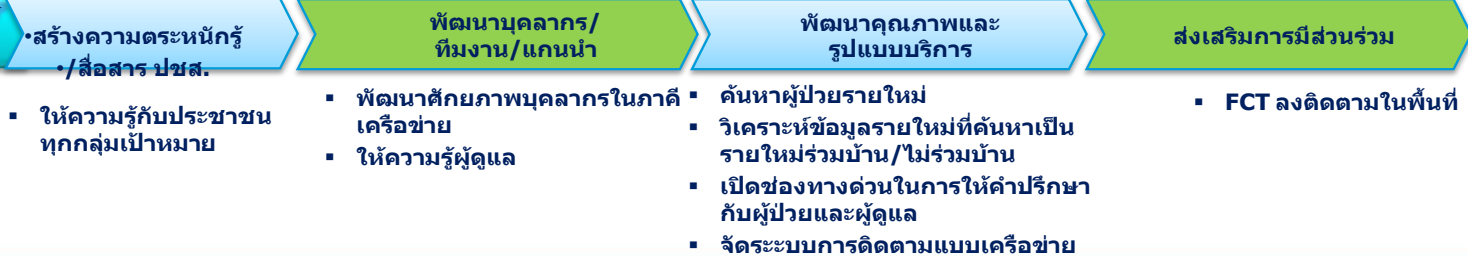 •สร้างความตระหนักรู้
•/สื่อสาร ปชส.
พัฒนาบุคลากร/
ทีมงาน/แกนนำ
พัฒนาคุณภาพและ
รูปแบบบริการ
ส่งเสริมการมีส่วนร่วม
▪ ให้ความรู้กับประชาชน
ทุกกลุ่มเป้าหมาย
▪ พัฒนาศักยภาพบุคลากรในภาคี
เครือข่าย
▪ ให้ความรู้ผู้ดูแล
▪ ค้นหาผู้ป่วยรายใหม่
▪ วิเคราะห์ข้อมูลรายใหม่ที่ค้นหาเป็น
รายใหม่ร่วมบ้าน/ไม่ร่วมบ้าน
▪ เปิดช่องทางด่วนในการให้คำปรึกษา
กับผู้ป่วยและผู้ดูแล
▪ จัดระะบบการติดตามแบบเครือข่าย
▪ FCT ลงติดตามในพื้นที่